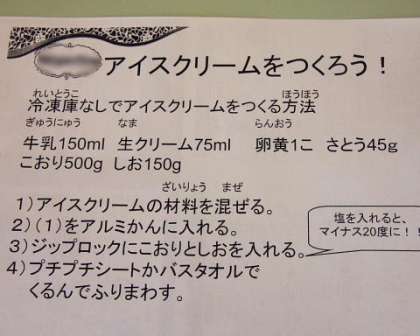 アイスクリームをつくろう！
れいとうこ　ほうほう
冷凍庫なしでアイスクリームをつくる方法
ぎゅうにゅう　なま　らんおう
牛乳150ml　生クリーム75ml　卵黄1こ　さとう45g
こおり500g　しお150g
ざいりょう　まぜ
１）アイスクリームの材料を混ぜる。
２）（１）をアルミかんに入れる。
３）ジップロックにこおりとしおを入れる。
４）プチプチシートかバスタオルで
くるんでふりまわす。
塩を入れると、
マイナス20度に！！